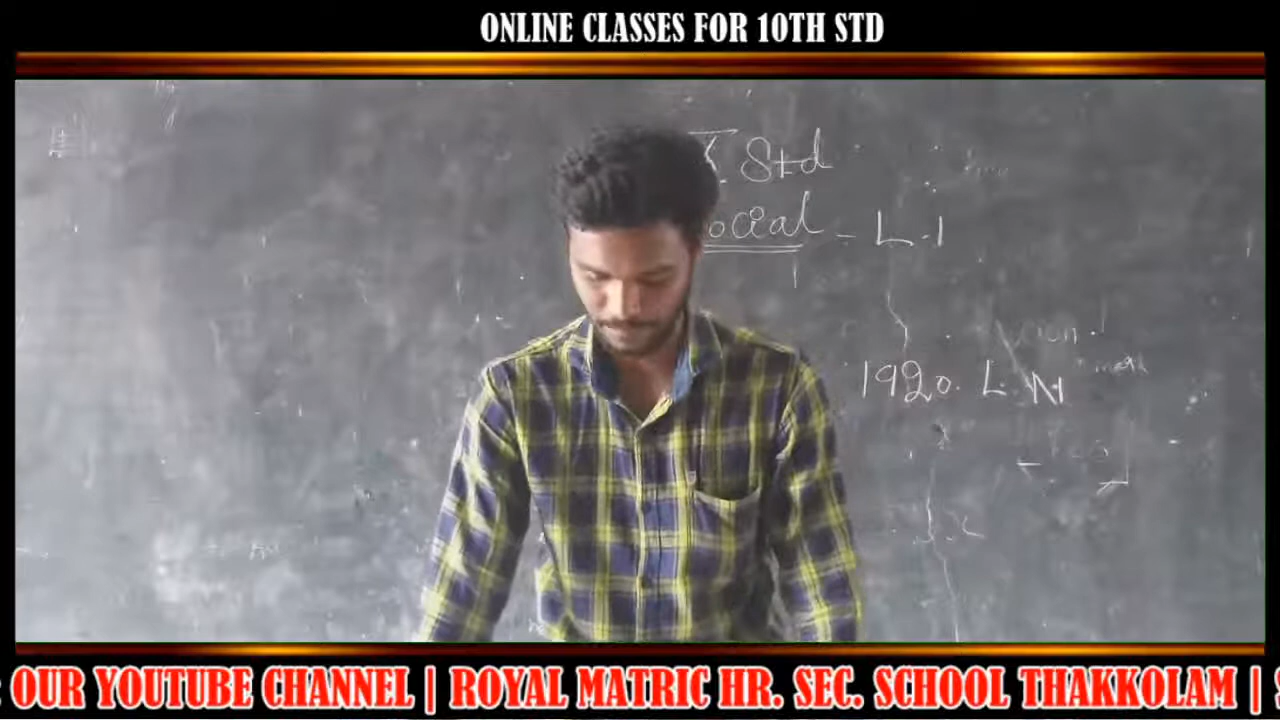 ONLINE CLASSES FOR 10TH STD
X Std
ocial - L-1
1920. L. N
OUR YOUTUBE CHANNEL | ROYAL MATRIC HR. SEC. SCHOOL THAKKOLAM |